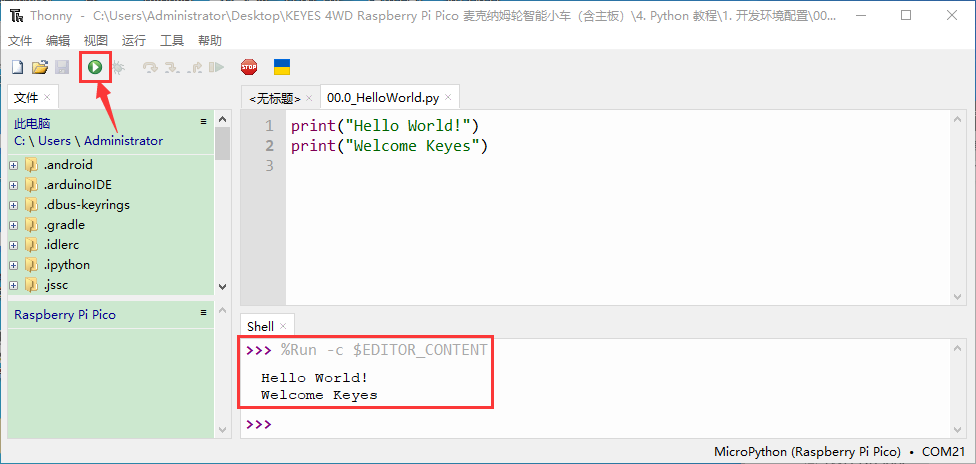 Thonny - C:\Users\Administrator\Desktop\KEYES 4WD Raspberry Pi Pico 麦克纳姆轮智能小车（含主板）\4. Python 教程\1. 开发环境配置\00...
文件 编辑 视图 运行 工具 帮助
STOP
文件 ×
<无标题> × 00.0_HelloWorld.py ×
此电脑
C: \ Users \ Administrator
.android
.arduinoIDE
.dbus-keyrings
.gradle
.idlerc
.ipython
.jssc
1 print("Hello World!")
2 print("Welcome Keyes")
3
Raspberry Pi Pico
Shell ×
>>> %Run -c $EDITOR_CONTENT
Hello World!
Welcome Keyes
>>>
MicroPython (Raspberry Pi Pico) • COM21